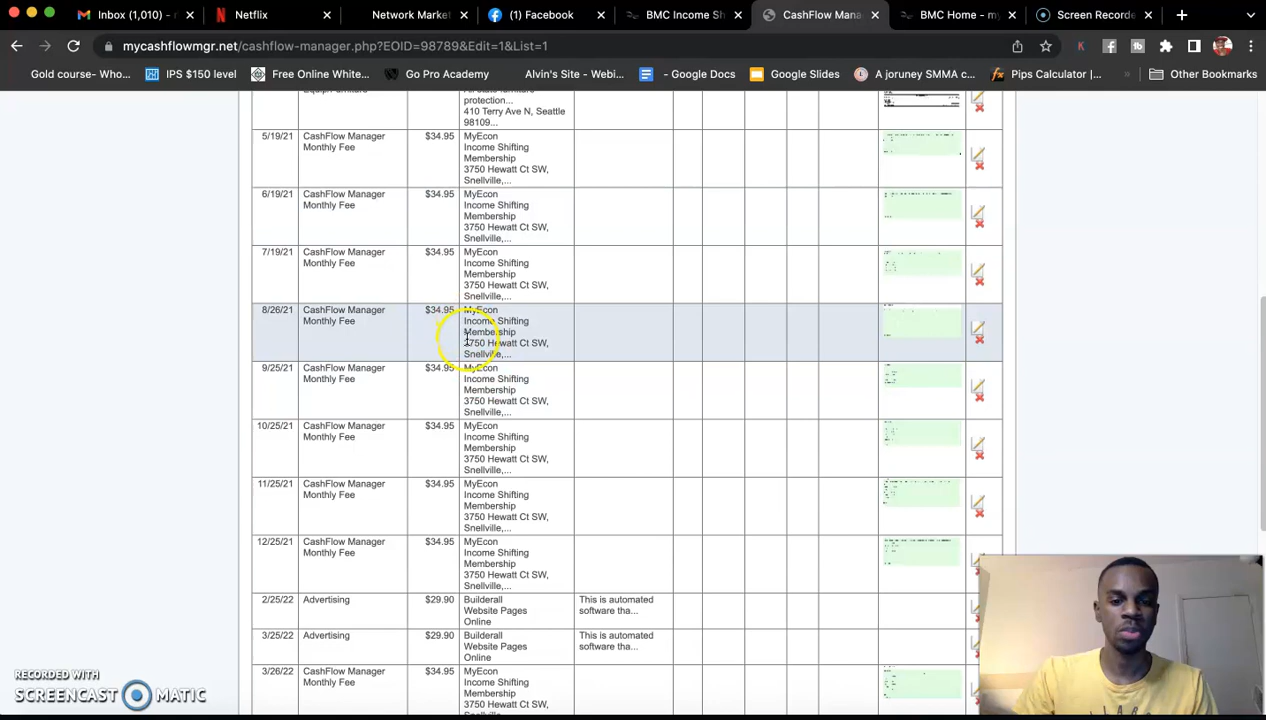 Inbox (1,010) -
Netflix
Network Market
(1) Facebook
BMC Income Sh
CashFlow Mana
BMC Home - my
Screen Recorde
mycashflowmgr.net/cashflow-manager.php?EOID=98789&Edit=1&List=1
Gold course- Who...
IPS $150 level
Free Online White...
Go Pro Academy
Alvin's Site - Webi...
- Google Docs
Google Slides
A joruney SMMA c...
Pips Calculator |...
»
Other Bookmarks
protection...
410 Terry Ave N, Seattle
98109...
5/19/21 CashFlow Manager $34.95 MyEcon
Monthly Fee Income Shifting
Membership
3750 Hewatt Ct SW,
Snellville,...
6/19/21 CashFlow Manager $34.95 MyEcon
Monthly Fee Income Shifting
Membership
3750 Hewatt Ct SW,
Snellville,...
7/19/21 CashFlow Manager $34.95 MyEcon
Monthly Fee Income Shifting
Membership
3750 Hewatt Ct SW,
Snellville,...
8/26/21 CashFlow Manager $34.95 MyEcon
Monthly Fee Income Shifting
Membership
3750 Hewatt Ct SW,
Snellville,...
9/25/21 CashFlow Manager $34.95 MyEcon
Monthly Fee Income Shifting
Membership
3750 Hewatt Ct SW,
Snellville,...
10/25/21 CashFlow Manager $34.95 MyEcon
Monthly Fee Income Shifting
Membership
3750 Hewatt Ct SW,
Snellville,...
11/25/21 CashFlow Manager $34.95 MyEcon
Monthly Fee Income Shifting
Membership
3750 Hewatt Ct SW,
Snellville,...
12/25/21 CashFlow Manager $34.95 MyEcon
Monthly Fee Income Shifting
Membership
3750 Hewatt Ct SW,
Snellville,...
2/25/22 Advertising $29.90 Builderall This is automated
Website Pages software tha...
Online
3/25/22 Advertising $29.90 Builderall This is automated
Website Pages software tha...
Online
3/26/22 CashFlow Manager $34.95 MyEcon
Monthly Fee Income Shifting
Membership
3750 Hewatt Ct SW,
RECORDED WITH
SCREENCAST MATIC